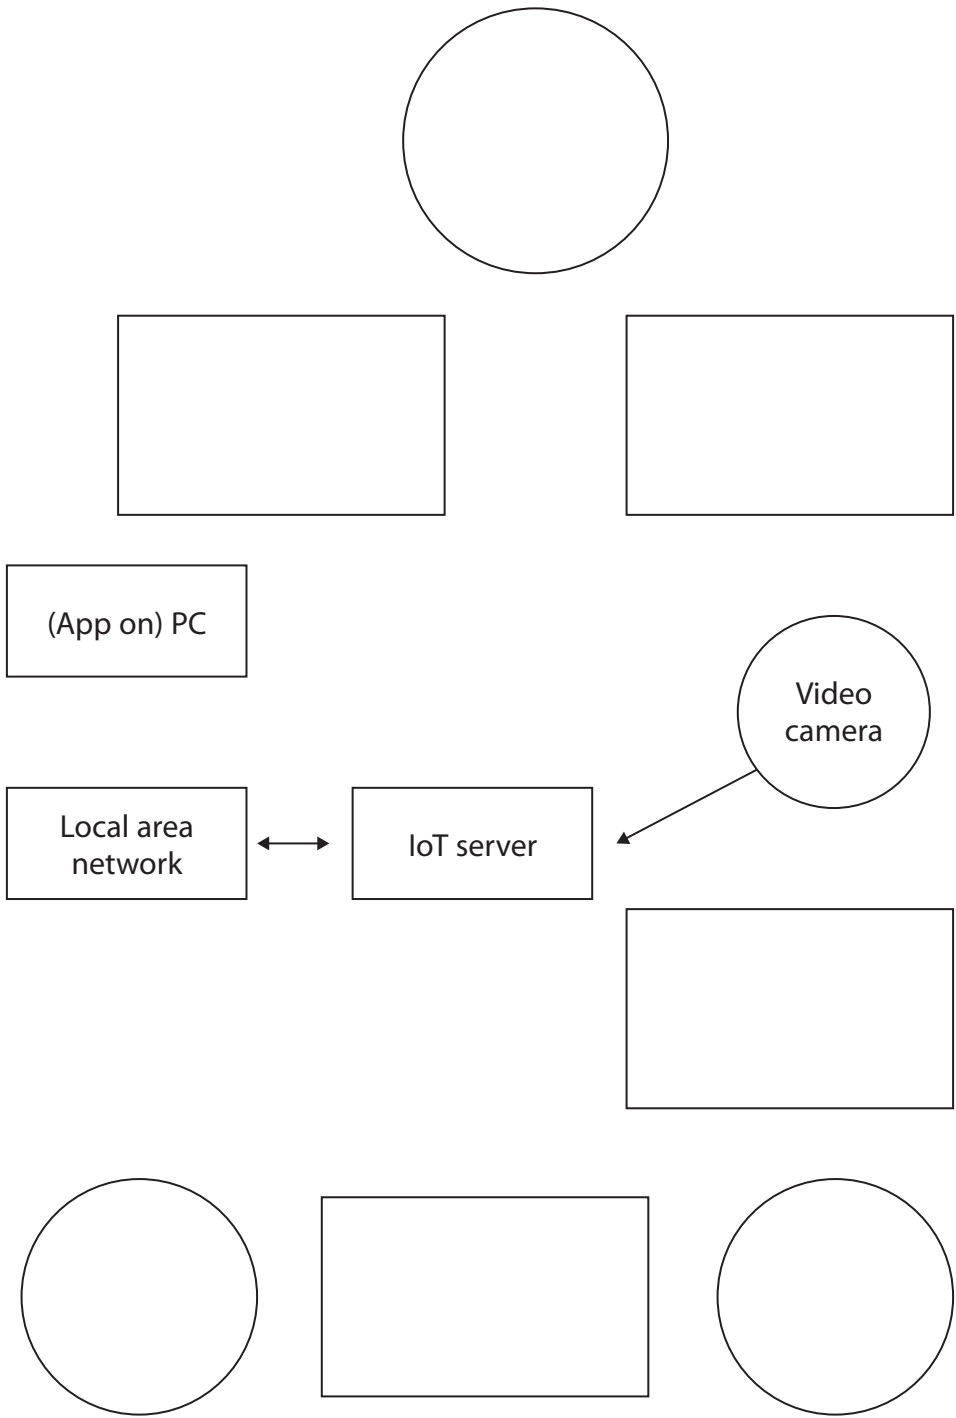 (App on) PC
Video
camera
Local area
network
IoT server